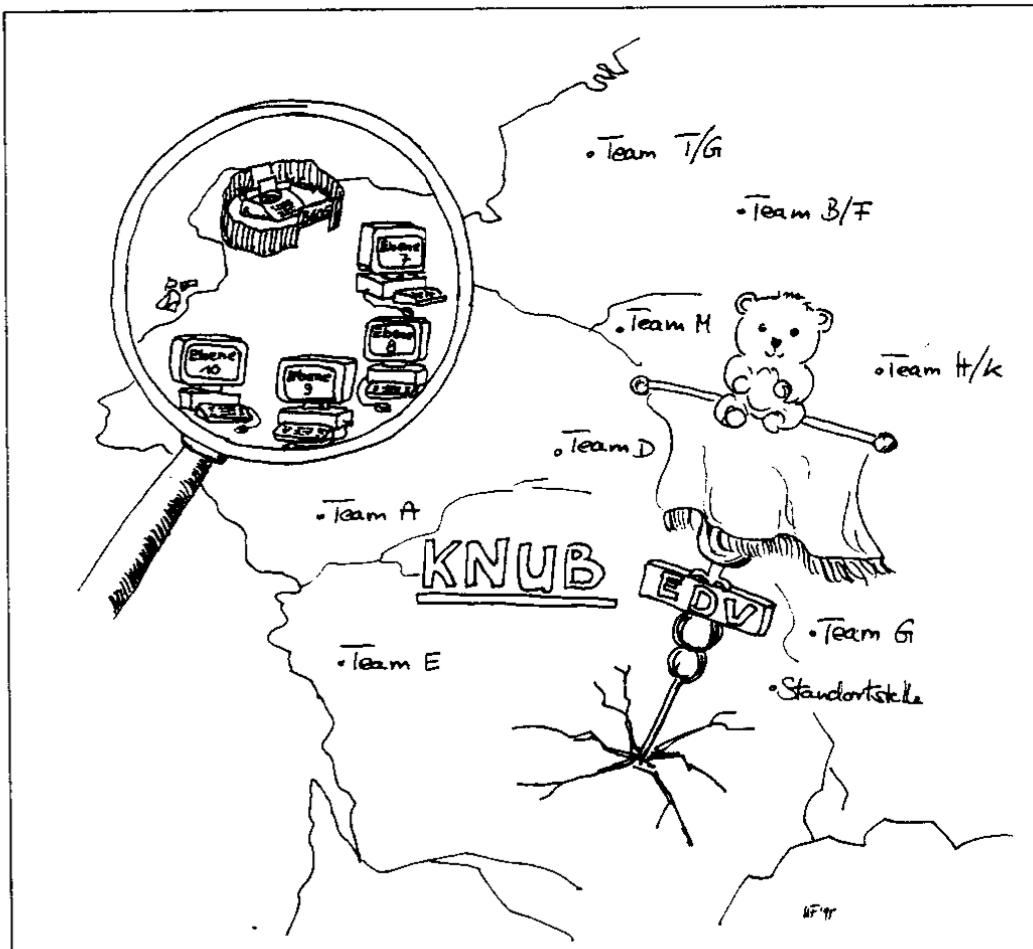 Team T/G
Team B/F
Ebene
7
Team M
Ebene
8
Ebene
10
Ebene
9
Team H/K
Team D
Team A
KNUB
EDV
Team G
Team E
Standortstelle